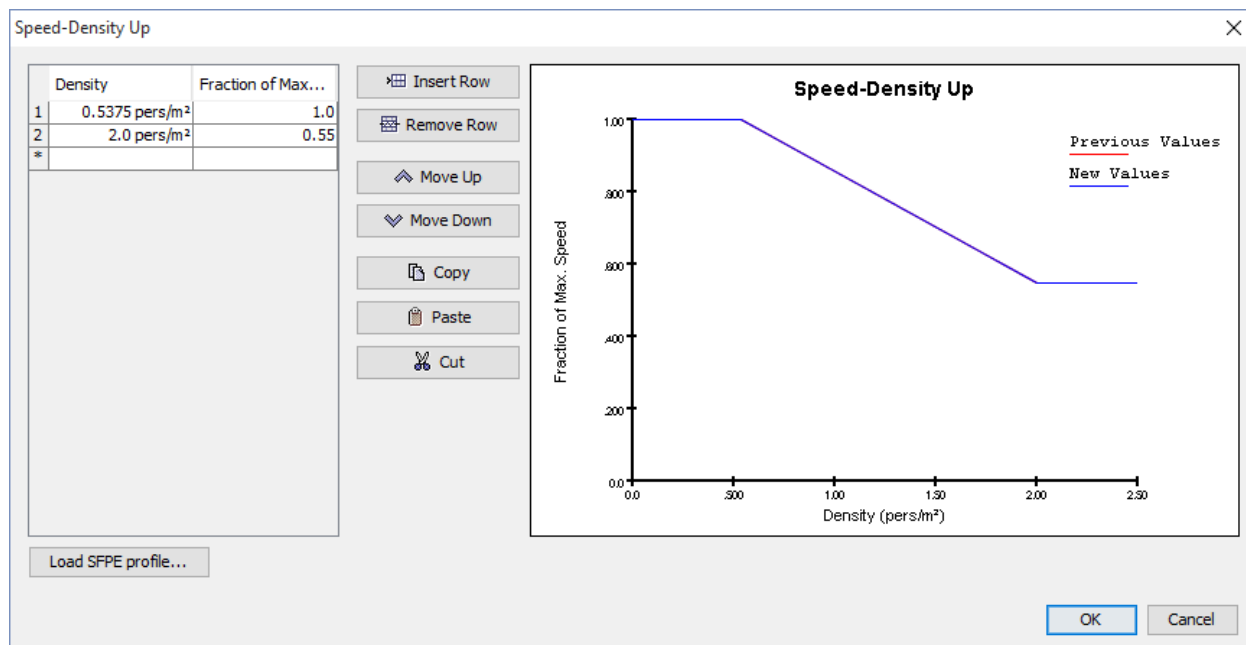 Speed-Density Up
Density Fraction of Max...
1 0.5375 pers/m² 1.0
2 2.0 pers/m² 0.55
*
Insert Row
Remove Row
Move Up
Move Down
Copy
Paste
Cut
Load SFPE profile...
Speed-Density Up
Previous Values
New Values
Fraction of Max. Speed
1.00
.800
.600
.400
.200
0.0
0.0 .500 1.00 1.50 2.00 2.50
Density (pers/m²)
OK Cancel